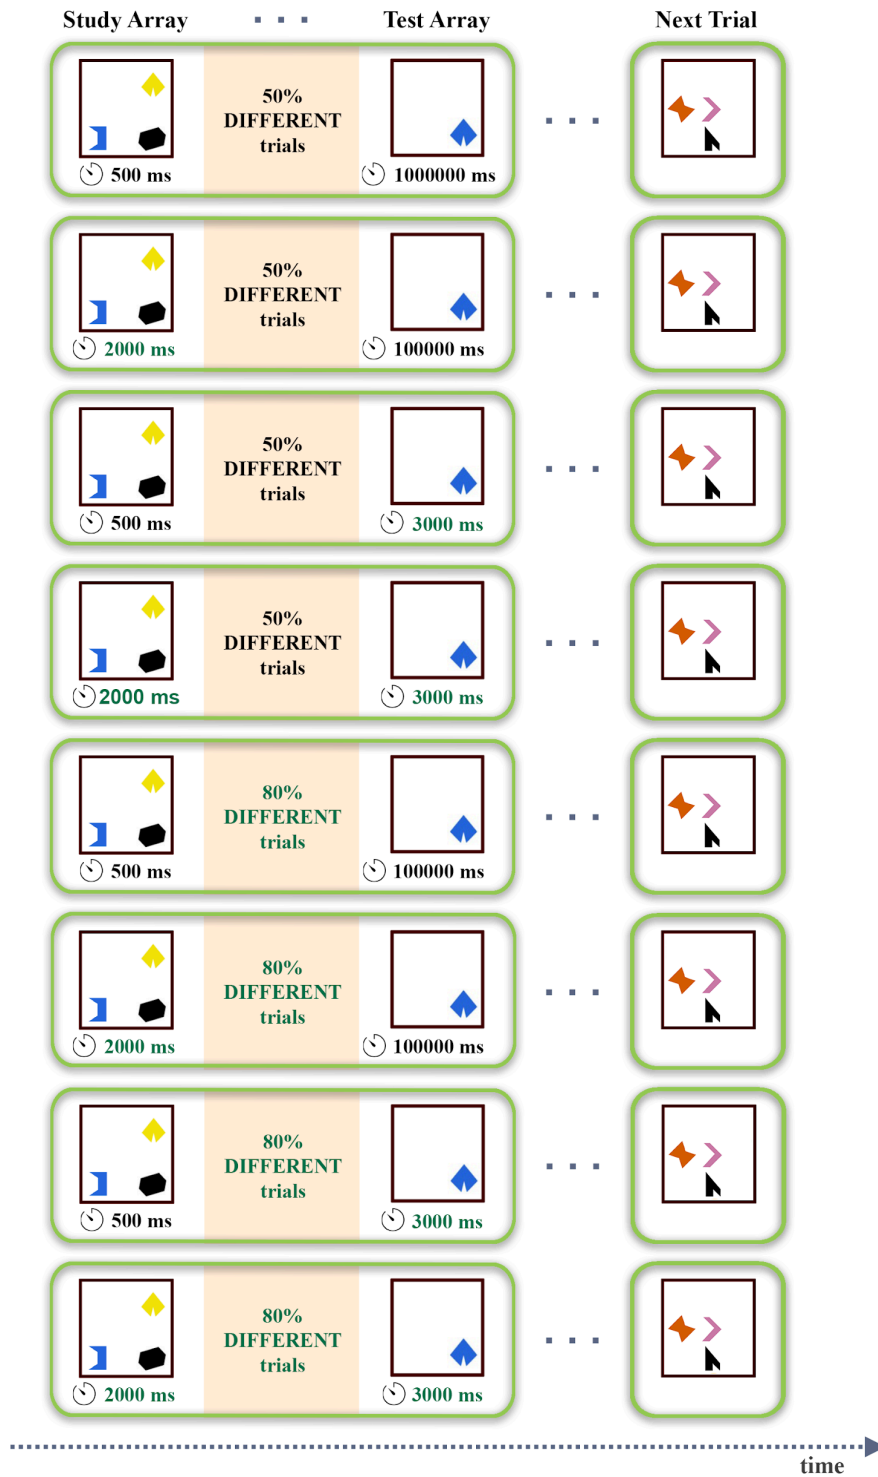 Study Array
Test Array
Next Trial
50%
DIFFERENT
trials
500 ms
1000000 ms
50%
DIFFERENT
trials
2000 ms
100000 ms
50%
DIFFERENT
trials
500 ms
3000 ms
50%
DIFFERENT
trials
2000 ms
3000 ms
80%
DIFFERENT
trials
500 ms
100000 ms
80%
DIFFERENT
trials
2000 ms
100000 ms
80%
DIFFERENT
trials
500 ms
3000 ms
80%
DIFFERENT
trials
2000 ms
3000 ms
time